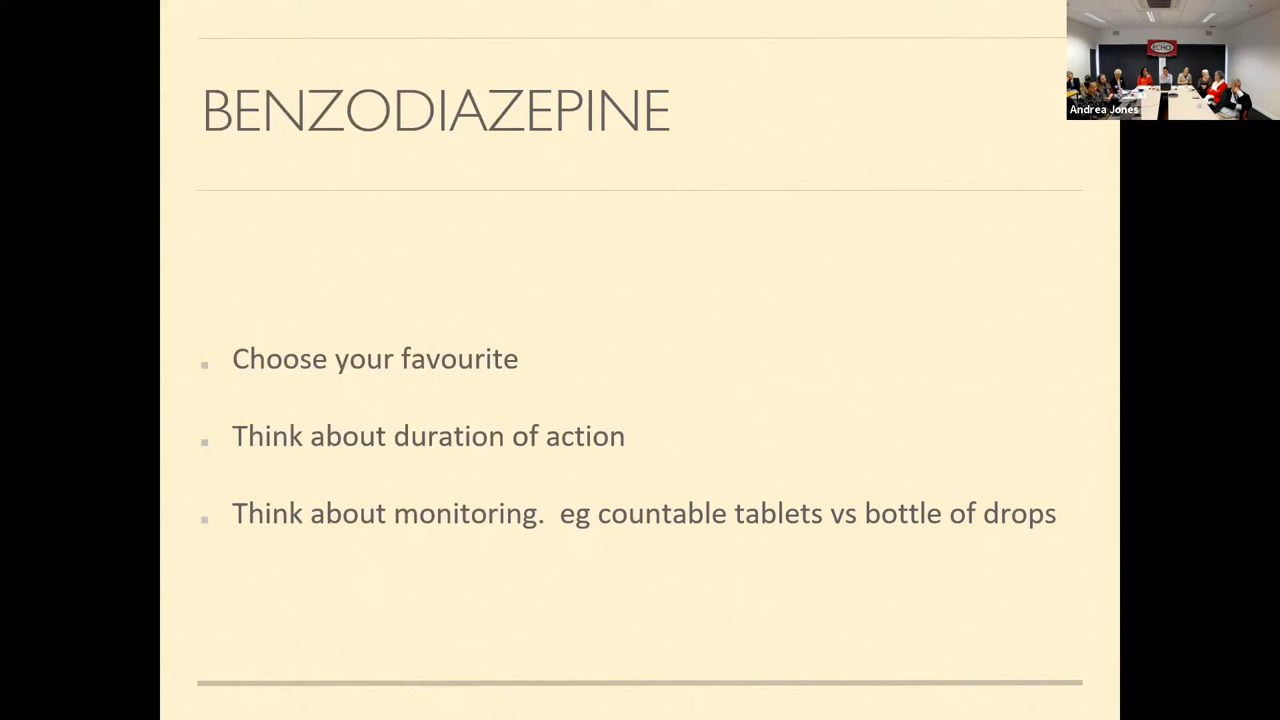 BENZODIAZEPINE
Choose your favourite
Think about duration of action
Think about monitoring.  eg countable tablets vs bottle of drops
ECHO
Andrea Jones